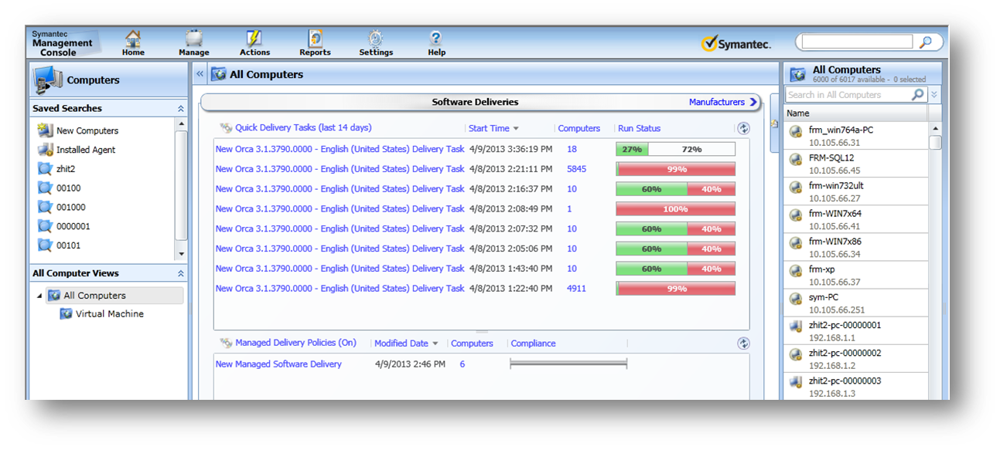 Symantec
Management
Console
Home
Manage
Actions
Reports
Settings
Help
Symantec.
Computers
Saved Searches
New Computers
Installed Agent
zhit2
00100
001000
0000001
00101
All Computer Views
All Computers
Virtual Machine
All Computers
Software Deliveries
Manufacturers
Quick Delivery Tasks (last 14 days) Start Time Computers Run Status
New Orca 3.1.3790.0000 - English (United States) Delivery Task 4/9/2013 3:36:19 PM 18 27% 72%
New Orca 3.1.3790.0000 - English (United States) Delivery Task 4/8/2013 2:21:11 PM 5845 99%
New Orca 3.1.3790.0000 - English (United States) Delivery Task 4/8/2013 2:16:37 PM 10 60% 40%
New Orca 3.1.3790.0000 - English (United States) Delivery Task 4/8/2013 2:08:49 PM 1 100%
New Orca 3.1.3790.0000 - English (United States) Delivery Task 4/8/2013 2:07:32 PM 10 60% 40%
New Orca 3.1.3790.0000 - English (United States) Delivery Task 4/8/2013 2:05:06 PM 10 60% 40%
New Orca 3.1.3790.0000 - English (United States) Delivery Task 4/8/2013 1:43:40 PM 10 60% 40%
New Orca 3.1.3790.0000 - English (United States) Delivery Task 4/8/2013 1:22:40 PM 4911 99%
Managed Delivery Policies (On) Modified Date Computers Compliance
New Managed Software Delivery 4/9/2013 2:46 PM 6
All Computers
6000 of 6017 available - 0 selected
Search in All Computers
Name
frm_win764a-PC
10.105.66.31
FRM-SQL12
10.105.66.45
frm-win732ult
10.105.66.27
frm-WIN7x64
10.105.66.41
frm-WIN7x86
10.105.66.34
frm-xp
10.105.66.37
sym-PC
10.105.66.251
zhit2-pc-00000001
192.168.1.1
zhit2-pc-00000002
192.168.1.2
zhit2-pc-00000003
192.168.1.3